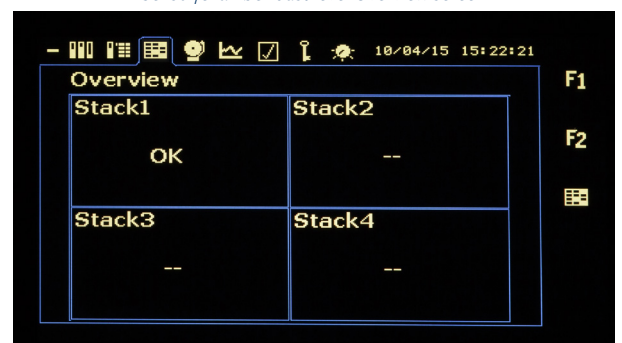 10/04/15 15:22:21
Overview
F1
Stack1
Stack2
F2
OK
--
Stack3
Stack4
--
--